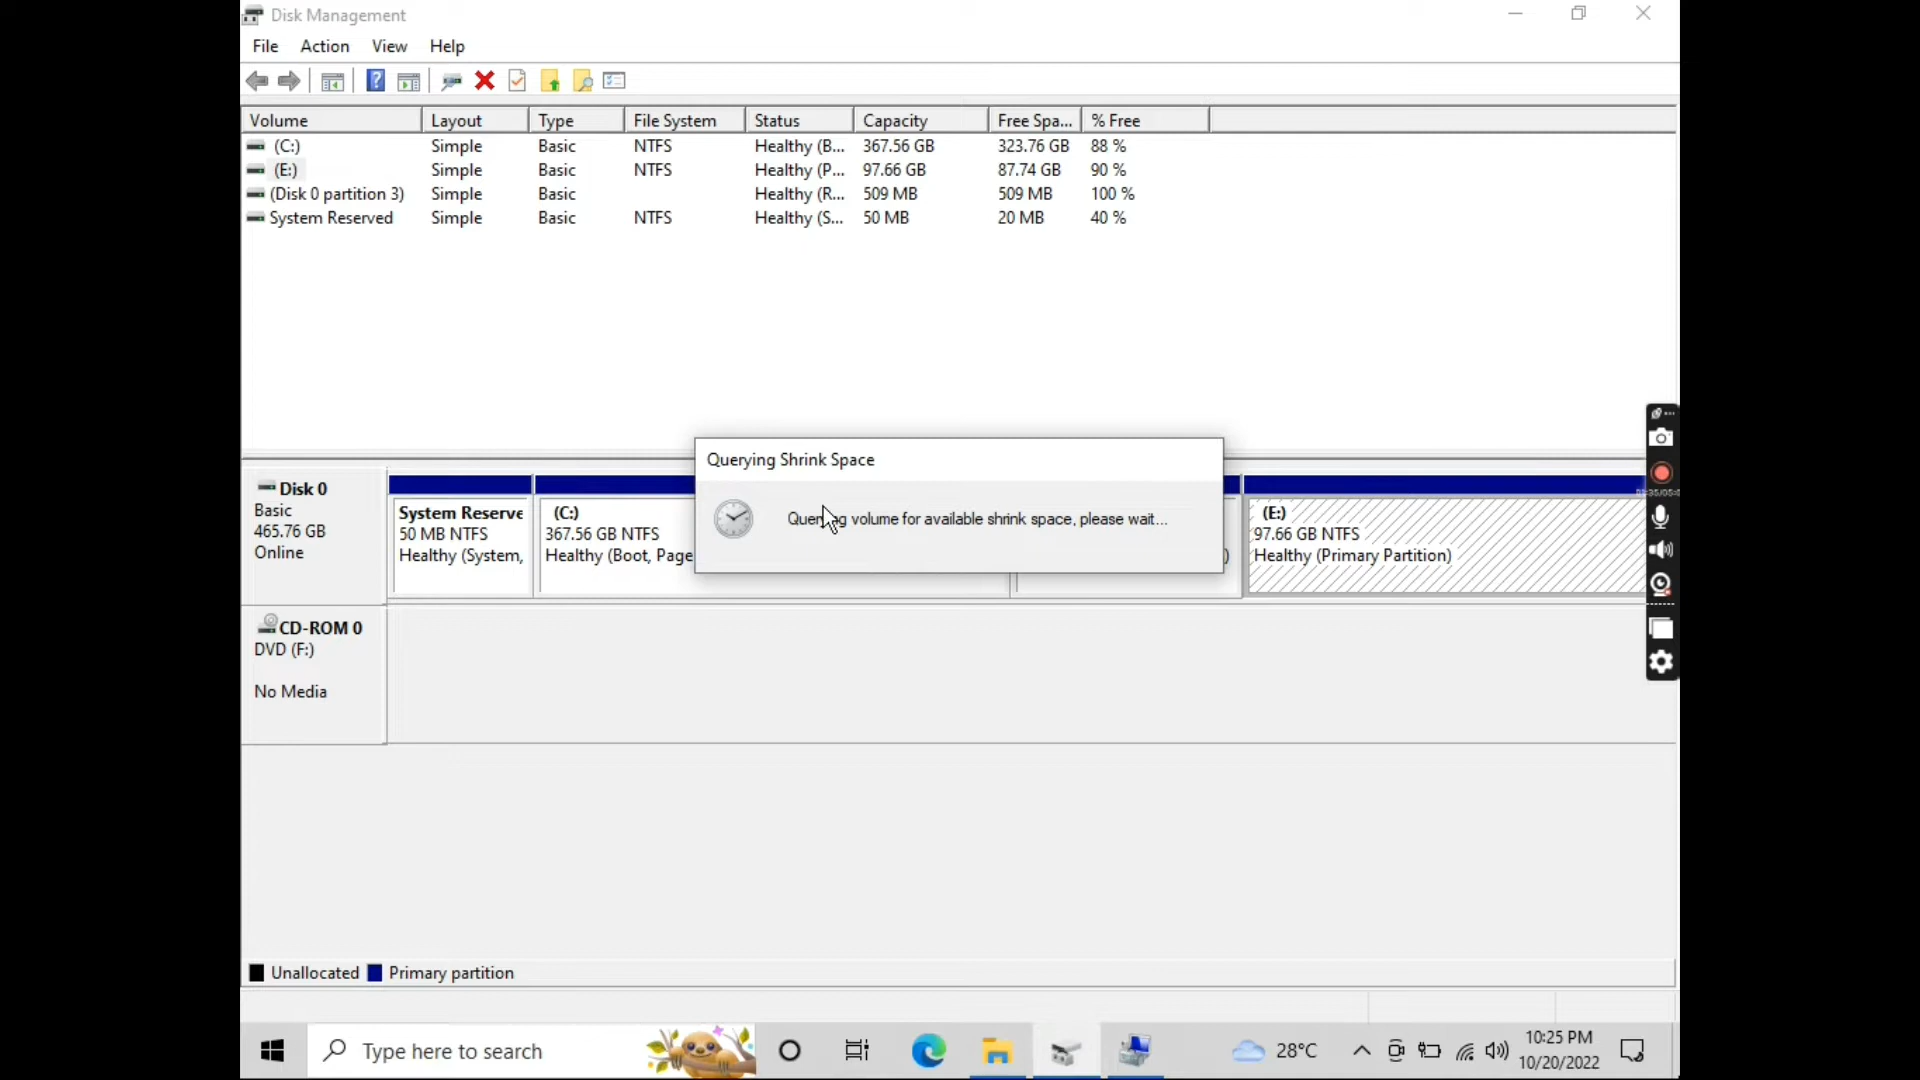 Disk Management
File Action View Help
Volume Layout Type File System Status Capacity Free Spa... % Free
(C:) Simple Basic NTFS Healthy (B... 367.56 GB 323.76 GB 88 %
(E:) Simple Basic NTFS Healthy (P... 97.66 GB 87.74 GB 90 %
(Disk 0 partition 3) Simple Basic Healthy (R... 509 MB 509 MB 100 %
System Reserved Simple Basic NTFS Healthy (S... 50 MB 20 MB 40 %
Querying Shrink Space
volume for available shrink space, please wait...
Disk 0
Basic
465.76 GB
Online
System Reserve
50 MB NTFS
Healthy (System,
(C:)
367.56 GB NTFS
Healthy (Boot, Page
)
(E:)
97.66 GB NTFS
Healthy (Primary Partition)
CD-ROM 0
DVD (F:)
No Media
Unallocated Primary partition
Type here to search
28°C
10:25 PM
10/20/2022